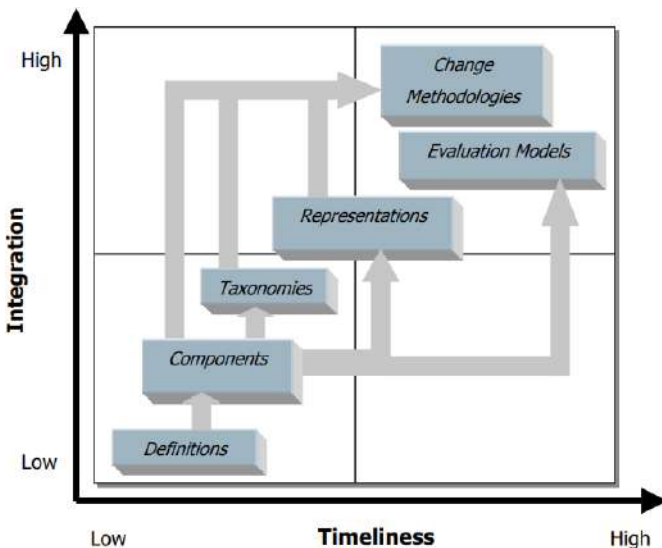 High
Change
Methodologies
Evaluation Models
Representations
Integration
Taxonomies
Components
Definitions
Low
Low
Timeliness
High